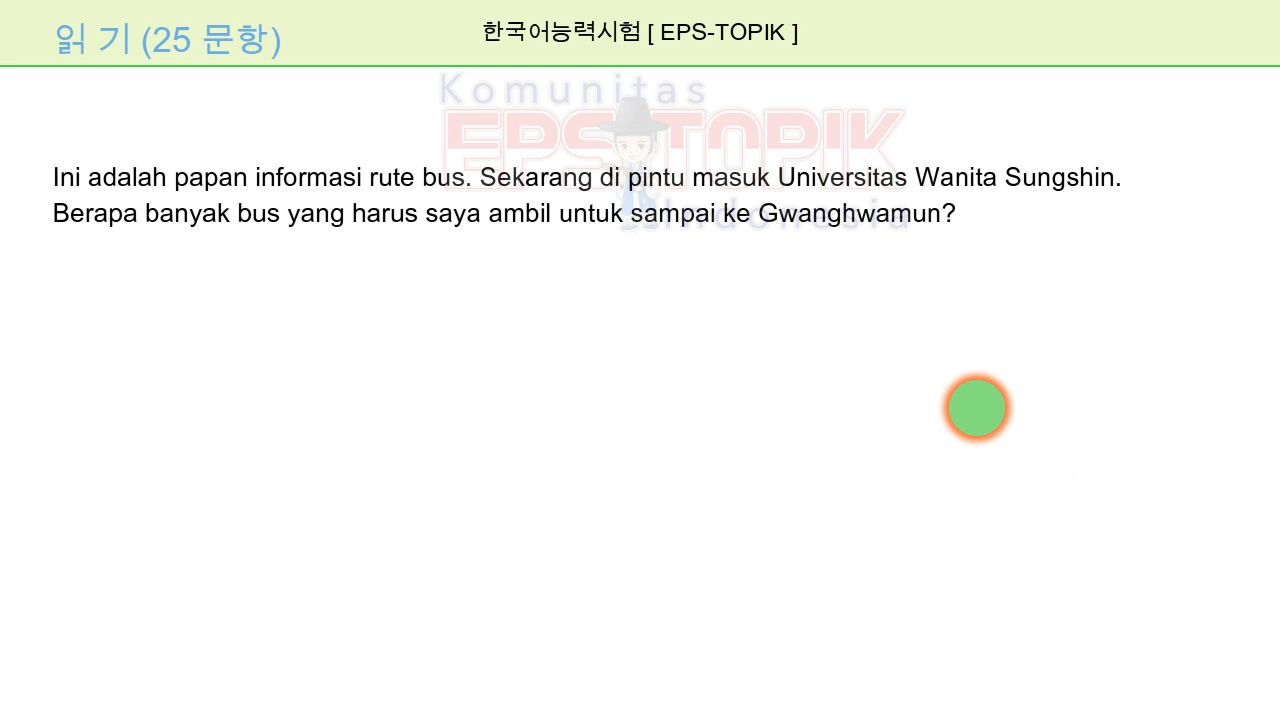 읽 기 (25 문항)
한국어능력시험 [ EPS-TOPIK ]
Komunitas
EPS-TOPIK
Indonesia
Ini adalah papan informasi rute bus. Sekarang di pintu masuk Universitas Wanita Sungshin.
Berapa banyak bus yang harus saya ambil untuk sampai ke Gwanghwamun?